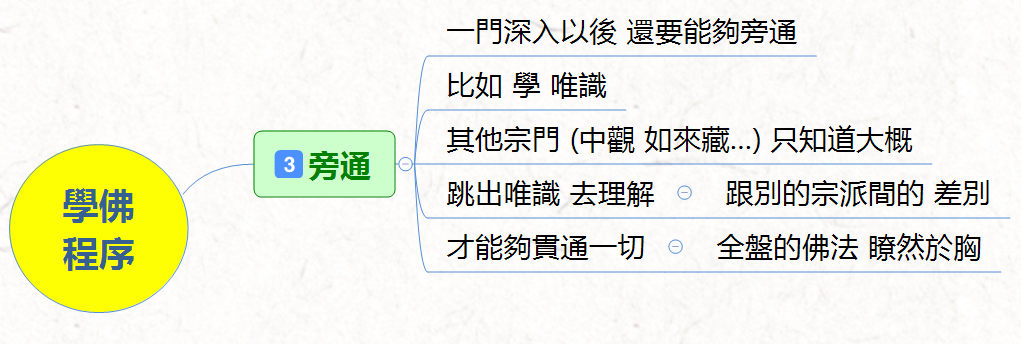 學佛
程序
3 旁通
一門深入以後 還要能夠旁通
比如 學 唯識
其他宗門 (中觀 如來藏...) 只知道大概
跳出唯識 去理解 跟別的宗派間的 差別
才能夠貫通一切 全盤的佛法 瞭然於胸